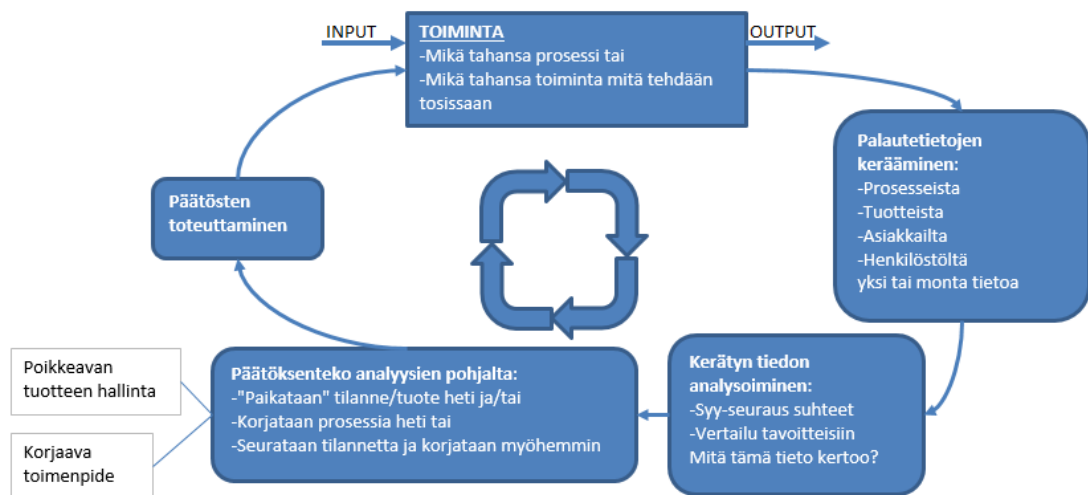 INPUT
TOIMINTA
-Mikä tahansa prosessi tai
-Mikä tahansa toiminta mitä tehdään
tosissaan
OUTPUT
Palautetietojen
kerääminen:
-Prosesseista
-Tuotteista
-Asiakkailta
-Henkilöstöltä
yksi tai monta tietoa
Kerätyn tiedon
analysoiminen:
-Syy-seuraus suhteet
-Vertailu tavoitteisiin
Mitä tämä tieto kertoo?
Päätöksenteko analyysien pohjalta:
-"Paikataan" tilanne/tuote heti ja/tai
-Korjataan prosessia heti tai
-Seurataan tilannetta ja korjataan myöhemmin
Poikkeavan
tuotteen hallinta
Korjaava
toimenpide
Päätösten
toteuttaminen